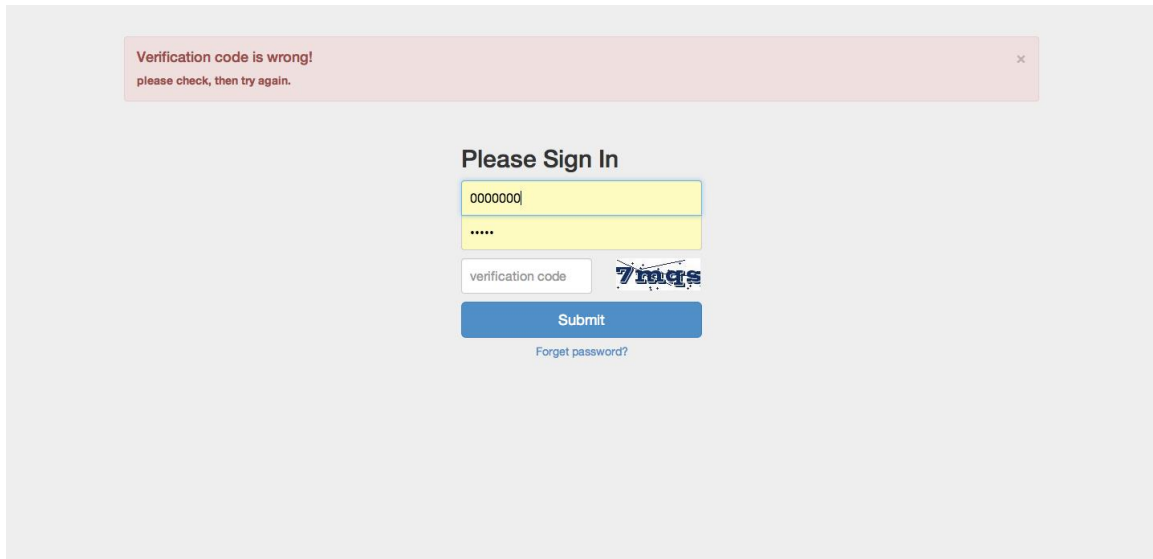 Verification code is wrong!
×
please check, then try again.
Please Sign In
0000000
•••••
verification code
7mqs
Submit
Forget password?